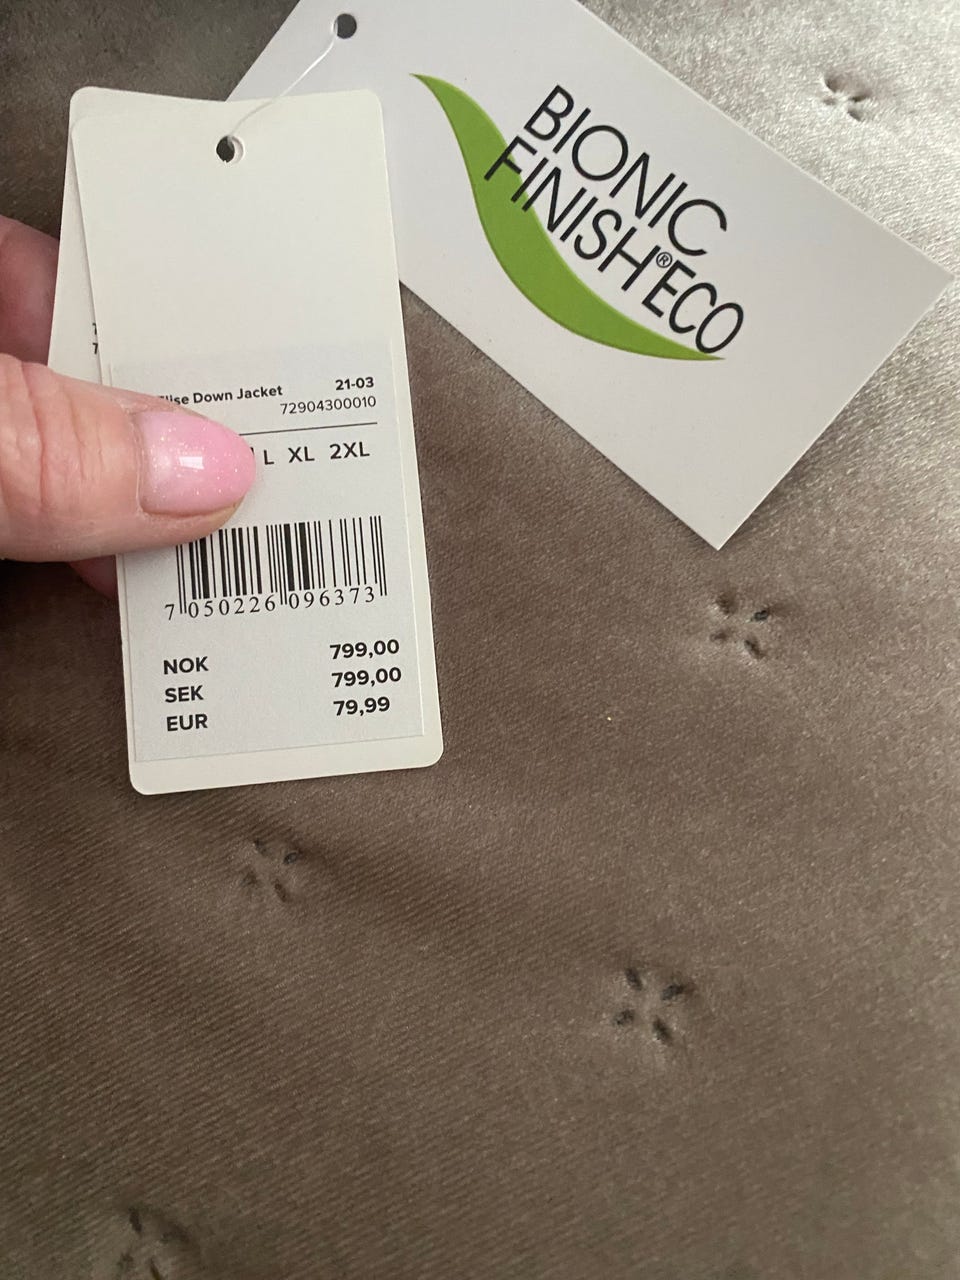 BIONIC
FINISH®ECO
Down Jacket 21-03
72904300010
L XL 2XL
7 050226 096373
NOK 799,00
SEK 799,00
EUR 79,99